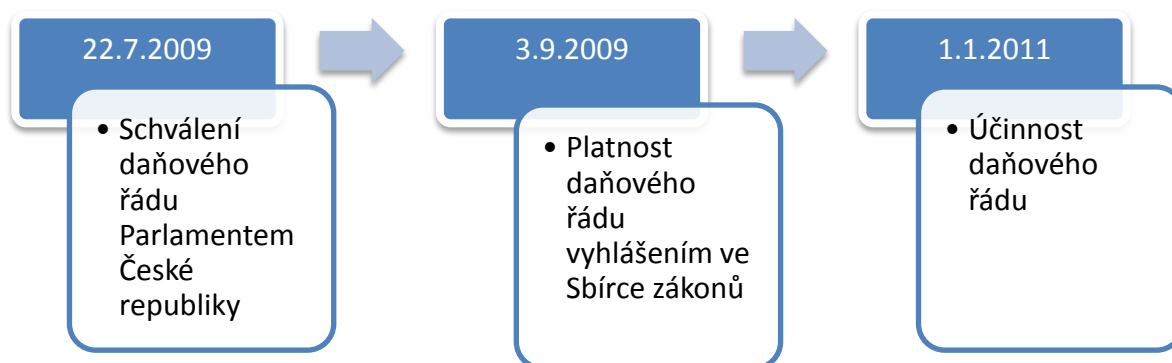 22.7.2009
• Schválení
daňového
řádu
Parlamentem
České
republiky
3.9.2009
• Platnost
daňového
řádu
vyhlášením ve
Sbírce zákonů
1.1.2011
• Účinnost
daňového
řádu